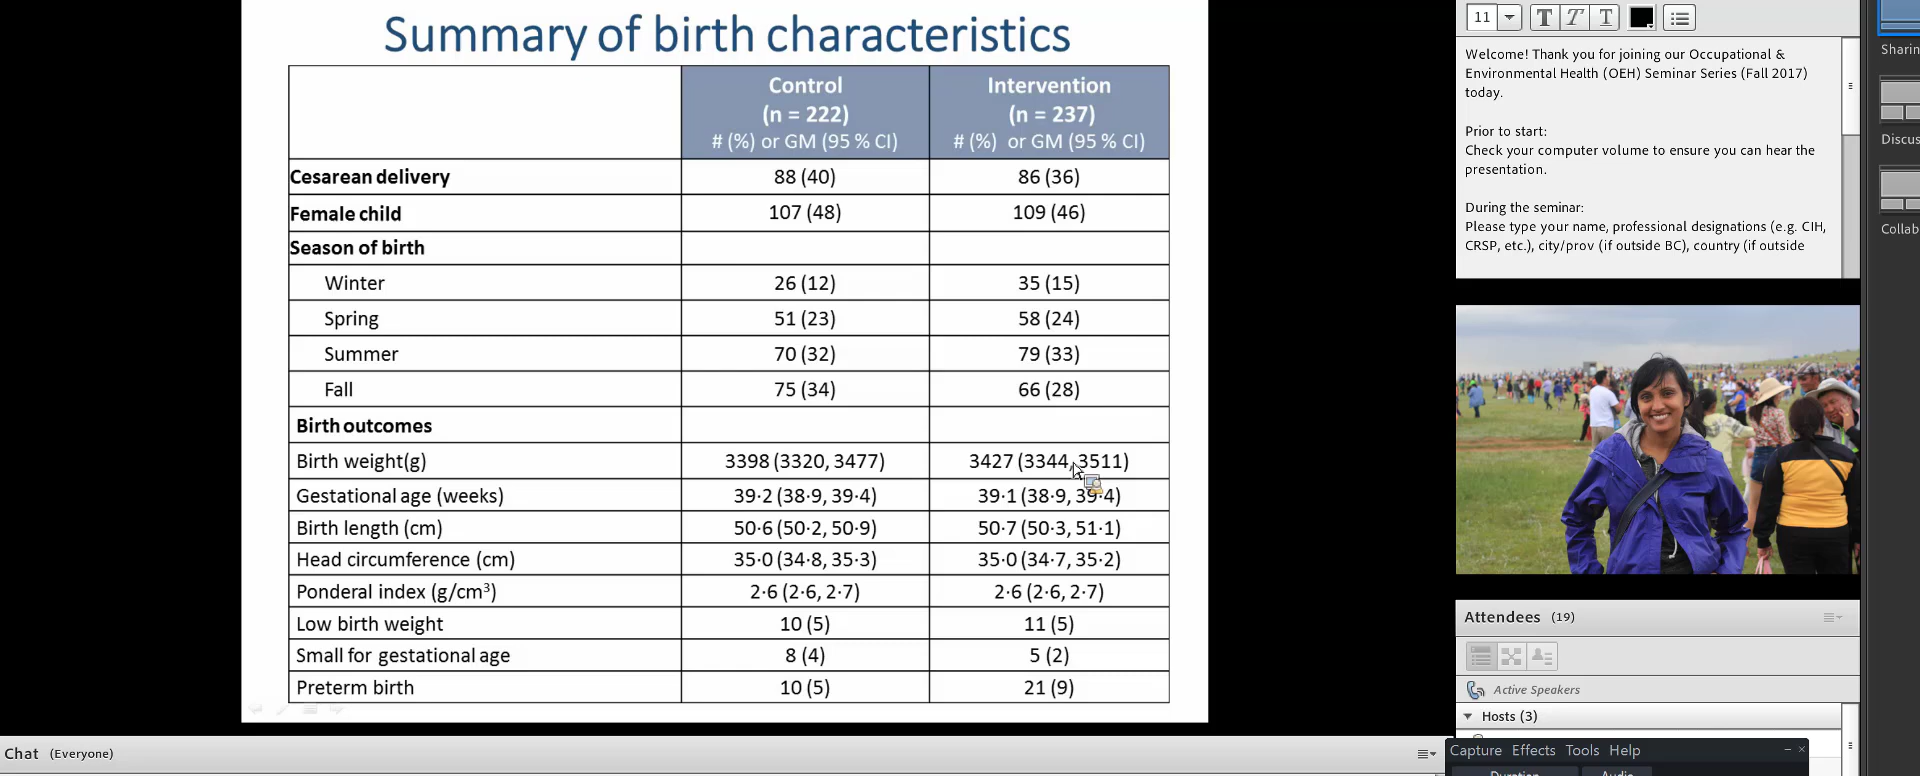 Summary of birth characteristics
Control Intervention
(n = 222) (n = 237)
# (%) or GM (95 % CI) # (%) or GM (95 % CI)
Cesarean delivery 88 (40) 86 (36)
Female child 107 (48) 109 (46)
Season of birth
Winter 26 (12) 35 (15)
Spring 51 (23) 58 (24)
Summer 70 (32) 79 (33)
Fall 75 (34) 66 (28)
Birth outcomes
Birth weight(g) 3398 (3320, 3477) 3427 (3344, 3511)
Gestational age (weeks) 39·2 (38·9, 39·4) 39·1 (38·9, 39·4)
Birth length (cm) 50·6 (50·2, 50·9) 50·7 (50·3, 51·1)
Head circumference (cm) 35·0 (34·8, 35·3) 35·0 (34·7, 35·2)
Ponderal index (g/cm³) 2·6 (2·6, 2·7) 2·6 (2·6, 2·7)
Low birth weight 10 (5) 11 (5)
Small for gestational age 8 (4) 5 (2)
Preterm birth 10 (5) 21 (9)
Chat (Everyone)
11 T T T
Welcome! Thank you for joining our Occupational &
Environmental Health (OEH) Seminar Series (Fall 2017)
today.
Prior to start:
Check your computer volume to ensure you can hear the
presentation.
During the seminar:
Please type your name, professional designations (e.g. CIH,
CRSP, etc.), city/prov (if outside BC), country (if outside
Attendees (19)
Active Speakers
Hosts (3)
Capture Effects Tools Help
Duration Audio
Sharin
Discus
Collab